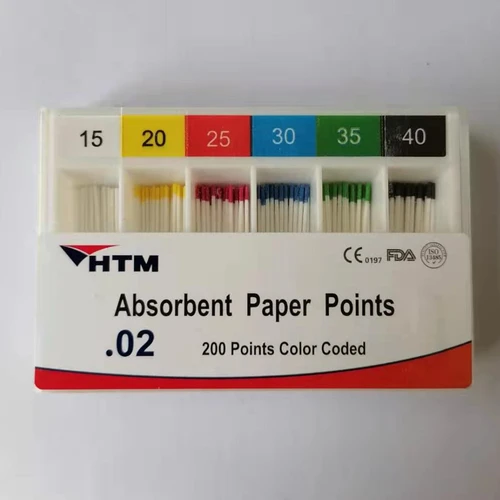 15 20 25 30 35 40
HTM
CE 0197 FDA ISO 13485
Absorbent Paper Points
.02
200 Points Color Coded